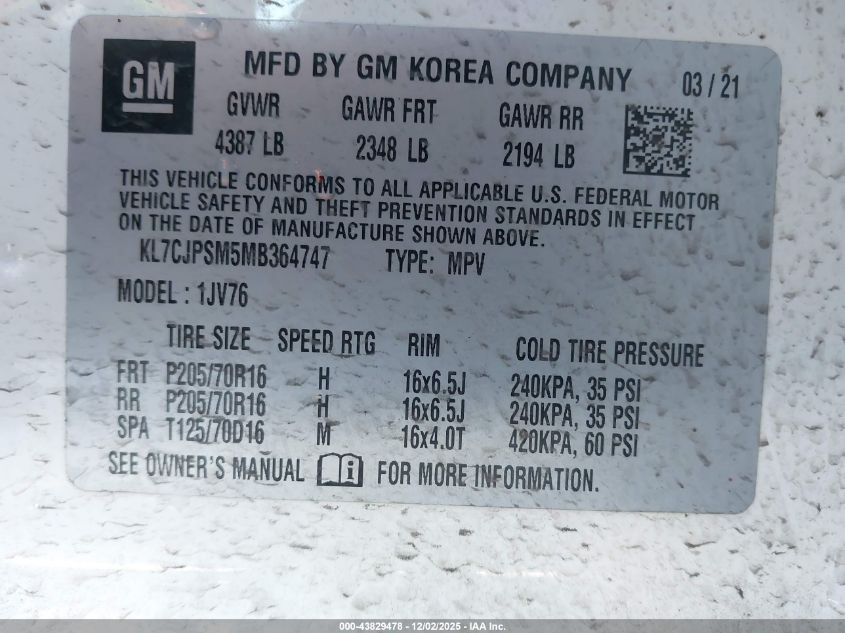 GM
MFD BY GM KOREA COMPANY 03 / 21
GVWR GAWR FRT GAWR RR
4387 LB 2348 LB 2194 LB
THIS VEHICLE CONFORMS TO ALL APPLICABLE U.S. FEDERAL MOTOR
VEHICLE SAFETY AND THEFT PREVENTION STANDARDS IN EFFECT
ON THE DATE OF MANUFACTURE SHOWN ABOVE.
KL7CJPSM5MB364747 TYPE: MPV
MODEL : 1JV76
TIRE SIZE SPEED RTG RIM COLD TIRE PRESSURE
FRT P205/70R16 H 16x6.5J 240KPA, 35 PSI
RR P205/70R16 H 16x6.5J 240KPA, 35 PSI
SPA T125/70D16 M 16x4.0T 420KPA, 60 PSI
SEE OWNER'S MANUAL FOR MORE INFORMATION.
000-43829478 - 12/02/2025 - IAA Inc.